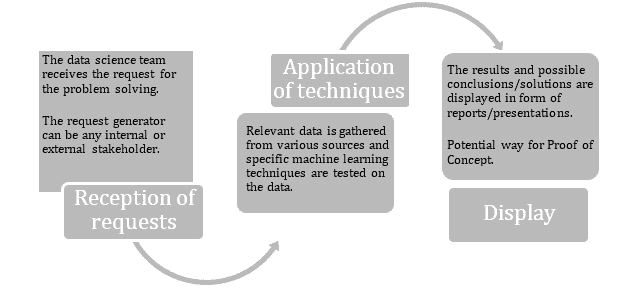 The data science team
receives the request for
the problem solving.
The request generator
can be any internal or
external stakeholder.
Reception of
requests
Application
of techniques
Relevant data is gathered
from various sources and
specific machine learning
techniques are tested on
the data.
The results and possible
conclusions/solutions are
displayed in form of
reports/presentations.
Potential way for Proof of
Concept.
Display